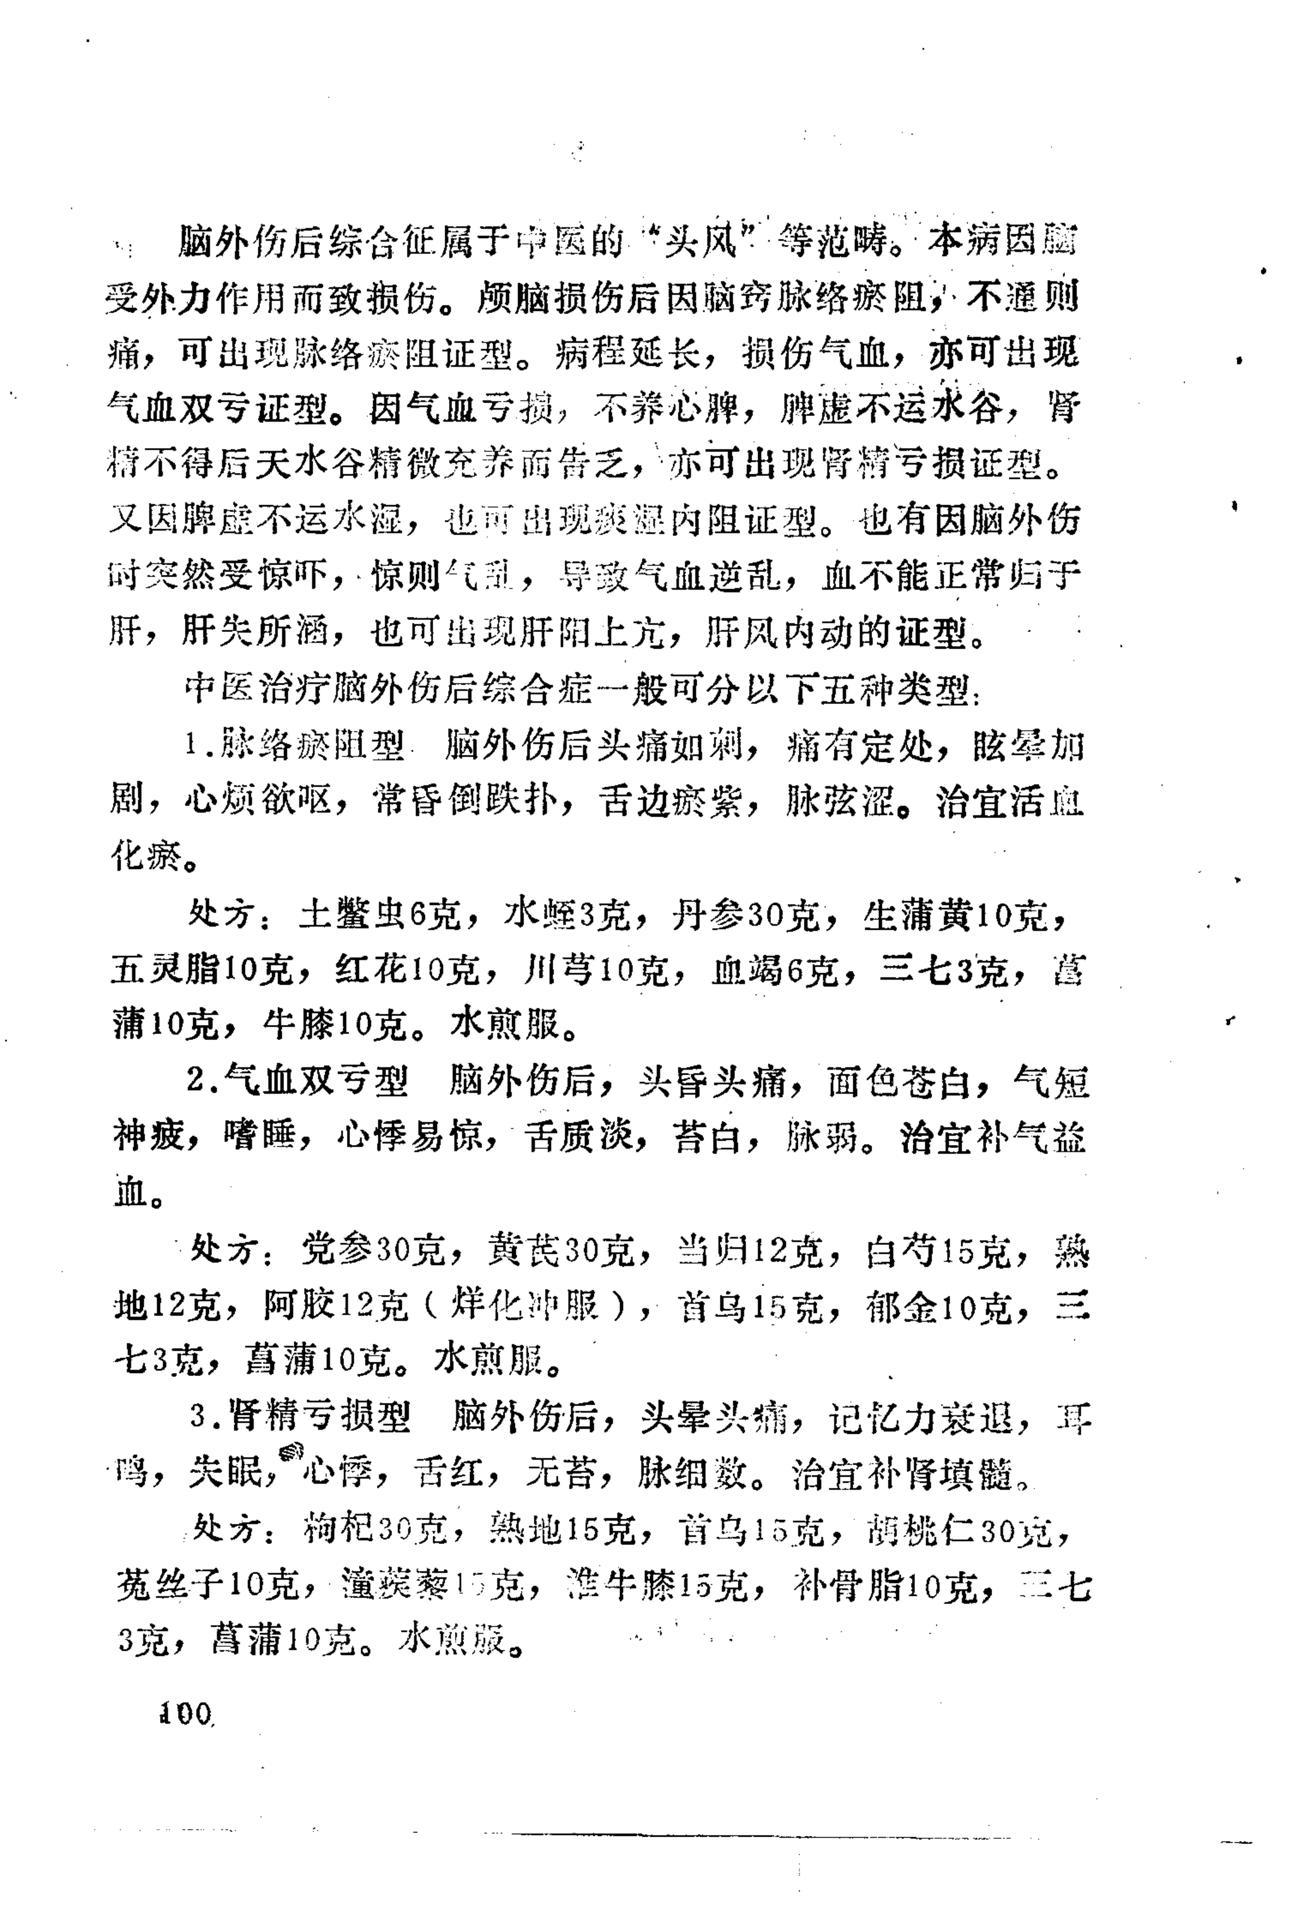 脑外伤后综合征属于中医的“头风”等范畴。本病因脑
受外力作用而致损伤。颅脑损伤后因脑窍脉络瘀阻，不通则
痛，可出现脉络瘀阻证型。病程延长，损伤气血，亦可出现
气血双亏证型。因气血亏损，不养心脾，脾虚不运水谷，肾
精不得后天水谷精微充养而告乏，亦可出现肾精亏损证型。
又因脾虚不运水湿，也可出现痰湿内阻证型。也有因脑外伤
时突然受惊吓，惊则气乱，导致气血逆乱，血不能正常归于
肝，肝失所涵，也可出现肝阳上亢，肝风内动的证型。
中医治疗脑外伤后综合症一般可分以下五种类型：
1.脉络瘀阻型 脑外伤后头痛如刺，痛有定处，眩晕加
剧，心烦欲呕，常昏倒跌扑，舌边瘀紫，脉弦涩。治宜活血
化瘀。
处方：土鳖虫6克，水蛭3克，丹参30克，生蒲黄10克，
五灵脂10克，红花10克，川芎10克，血竭6克，三七3克，菖
蒲10克，牛膝10克。水煎服。
2.气血双亏型 脑外伤后，头昏头痛，面色苍白，气短
神疲，嗜睡，心悸易惊，舌质淡，苔白，脉弱。治宜补气益
血。
处方：党参30克，黄芪30克，当归12克，白芍15克，熟
地12克，阿胶12克（烊化冲服），首乌15克，郁金10克，三
七3克，菖蒲10克。水煎服。
3.肾精亏损型 脑外伤后，头晕头痛，记忆力衰退，耳
鸣，失眠，心悸，舌红，无苔，脉细数。治宜补肾填髓。
处方：枸杞30克，熟地15克，首乌15克，胡桃仁30克，
菟丝子10克，潼蒺藜15克，淮牛膝15克，补骨脂10克，三七
3克，菖蒲10克。水煎服。
100